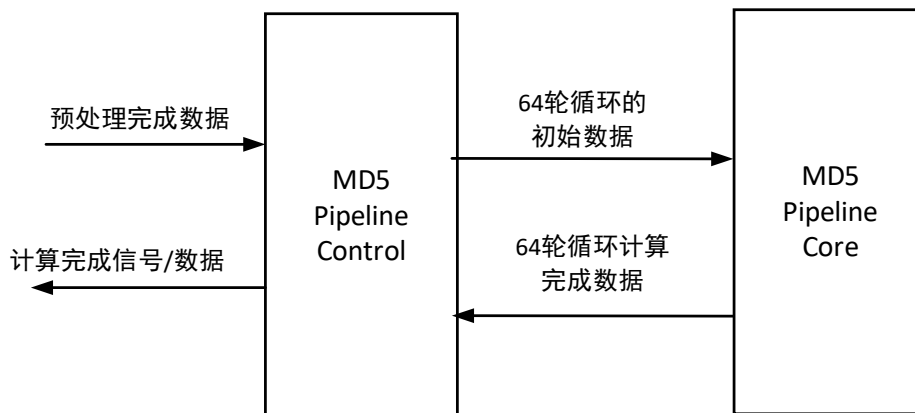 预处理完成数据
计算完成信号/数据
MD5
Pipeline
Control
64轮循环的
初始数据
64轮循环计算
完成数据
MD5
Pipeline
Core